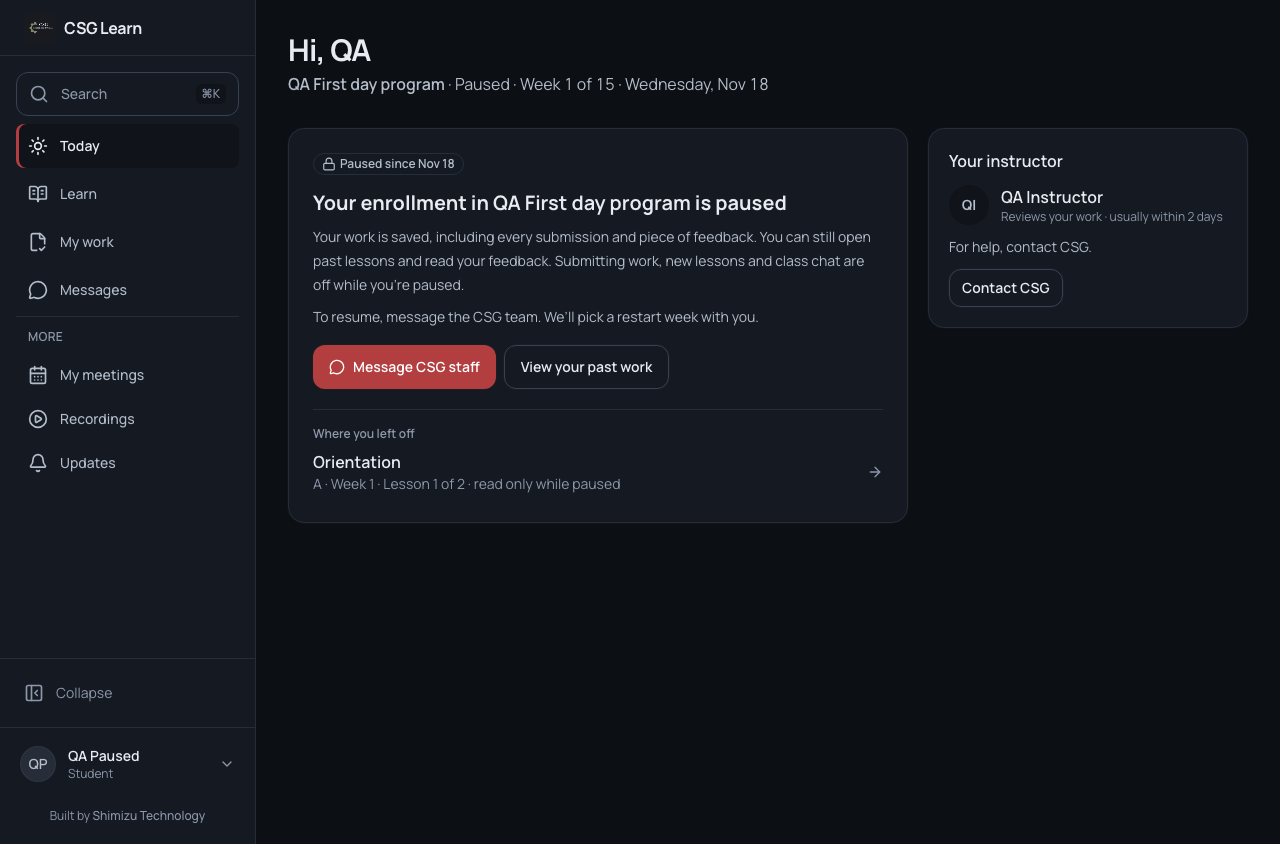 CSG Learn
Search
⌘K
Today
Learn
My work
Messages
MORE
My meetings
Recordings
Updates
Collapse
QP
QA Paused
Student
Built by Shimizu Technology
Hi, QA
QA First day program · Paused · Week 1 of 15 · Wednesday, Nov 18
Paused since Nov 18
Your enrollment in QA First day program is paused
Your work is saved, including every submission and piece of feedback. You can still open
past lessons and read your feedback. Submitting work, new lessons and class chat are
off while you're paused.
To resume, message the CSG team. We'll pick a restart week with you.
Message CSG staff
View your past work
Where you left off
Orientation
A · Week 1 · Lesson 1 of 2 · read only while paused
Your instructor
QI
QA Instructor
Reviews your work · usually within 2 days
For help, contact CSG.
Contact CSG